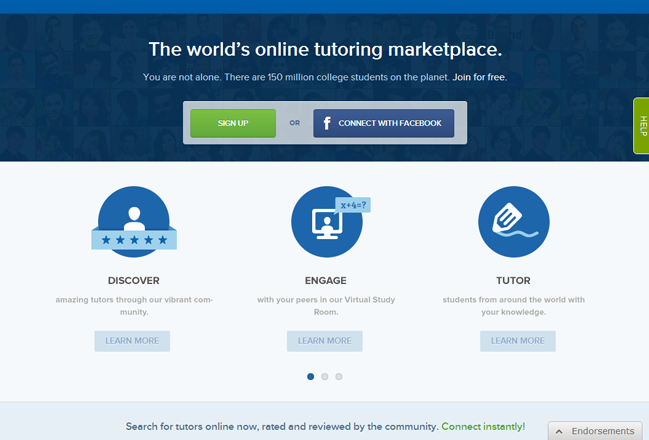 The world's online tutoring marketplace.
You are not alone. There are 150 million college students on the planet. Join for free.
SIGN UP
OR
f CONNECT WITH FACEBOOK
HELP
x+4=?
DISCOVER
ENGAGE
TUTOR
amazing tutors through our vibrant com-
munity.
with your peers in our Virtual Study
Room.
students from around the world with
your knowledge.
LEARN MORE
LEARN MORE
LEARN MORE
Search for tutors online now, rated and reviewed by the community. Connect instantly!
Endorsements